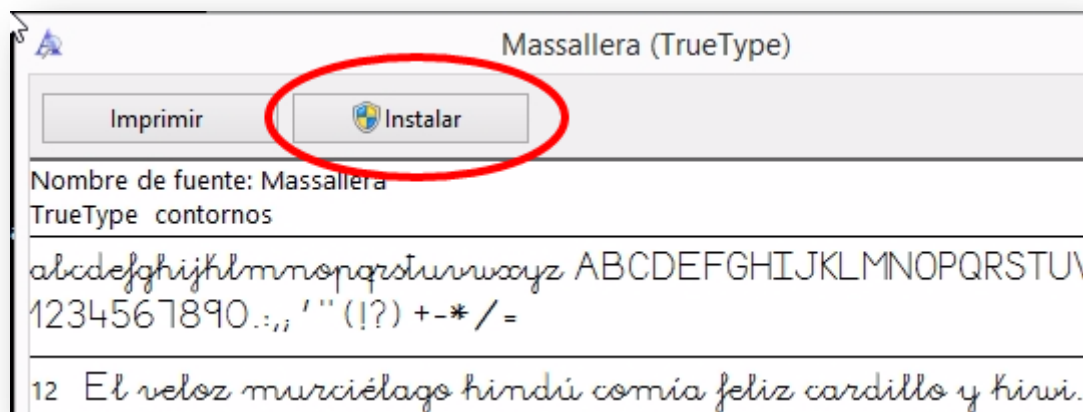 Massallera (TrueType)
Imprimir Instalar
Nombre de fuente: Massallera
TrueType contornos
abcdefghijklmnopqrstuvwxyz ABCDEFGHIJKLMNOPQRSTUV
1234567890.:,; ' " (!?) +-* / =
12 El veloz murciélago hindú comía feliz cardillo y kiwi.